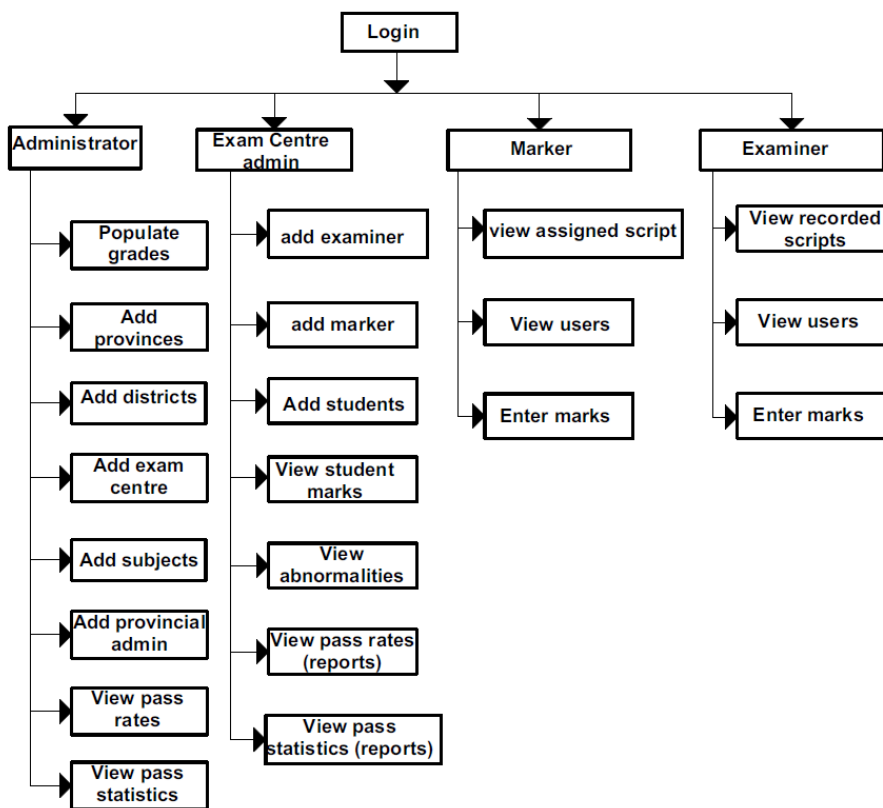 Login
Administrator
Exam Centre
admin
Marker
Examiner
Populate
grades
Add
provinces
Add districts
Add exam
centre
Add subjects
Add provincial
admin
View pass
rates
View pass
statistics
add examiner
add marker
Add students
View student
marks
View
abnormalities
View pass rates
(reports)
View pass
statistics (reports)
view assigned script
View users
Enter marks
View recorded
scripts
View users
Enter marks